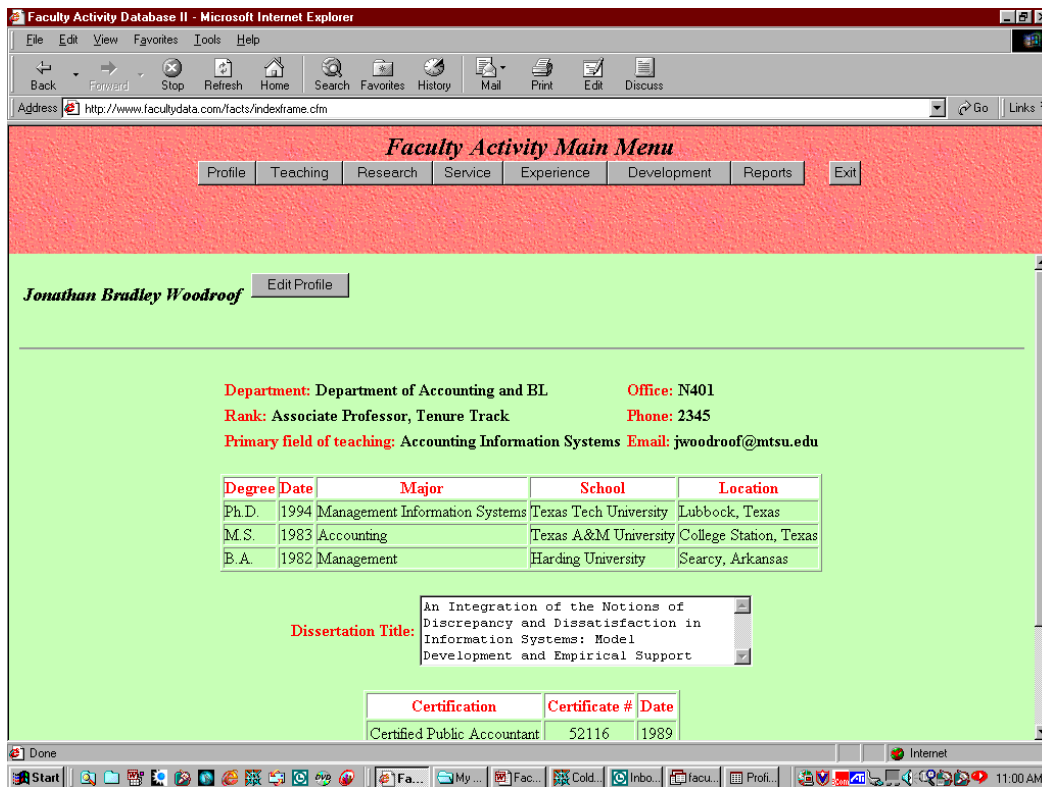 Faculty Activity Database II - Microsoft Internet Explorer
File Edit View Favorites Tools Help
Back Forward Stop Refresh Home Search Favorites History Mail Print Edit Discuss
Address http://www.facultydata.com/facts/indexframe.cfm Go Links
Faculty Activity Main Menu
Profile Teaching Research Service Experience Development Reports Exit
Jonathan Bradley Woodroof Edit Profile
Department: Department of Accounting and BL Office: N401
Rank: Associate Professor, Tenure Track Phone: 2345
Primary field of teaching: Accounting Information Systems Email: jwoodroof@mtsu.edu
Degree Date Major School Location
Ph.D. 1994 Management Information Systems Texas Tech University Lubbock, Texas
M.S. 1983 Accounting Texas A&M University College Station, Texas
B.A. 1982 Management Harding University Searcy, Arkansas
Dissertation Title: An Integration of the Notions of
Discrepancy and Dissatisfaction in
Information Systems: Model
Development and Empirical Support
Certification Certificate # Date
Certified Public Accountant 52116 1989
Done Internet
Start Fa... My ... Fac... Cold... Inbo... facu... Profi... 11:00 AM